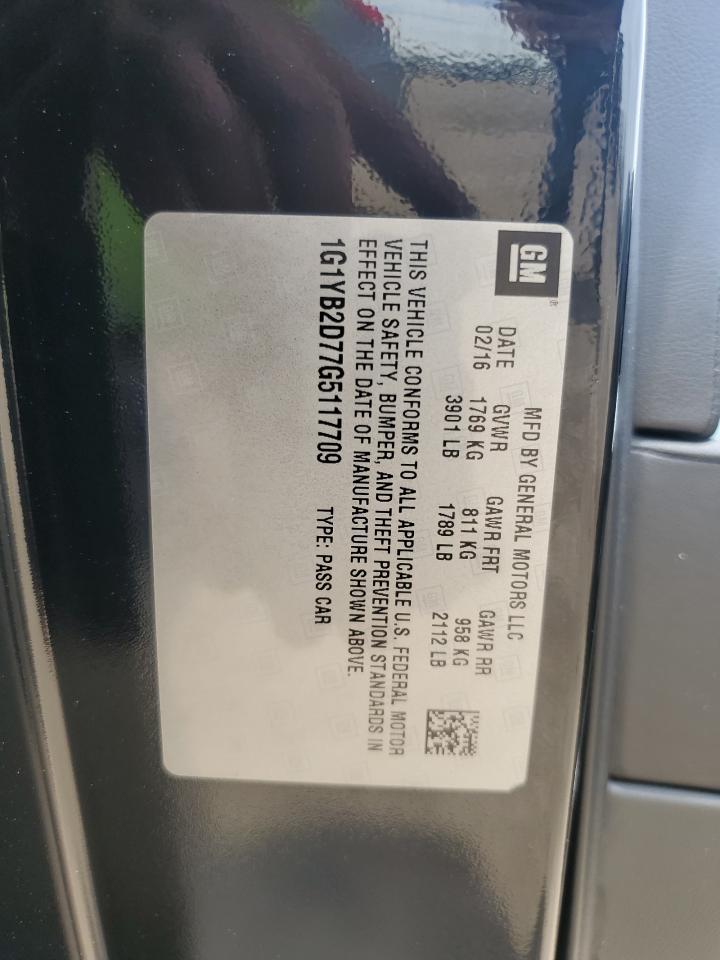 GM
MFD BY GENERAL MOTORS LLC
DATE GVWR GAWR FRT GAWR RR
02/16 1769 KG 811 KG 958 KG
3901 LB 1789 LB 2112 LB
THIS VEHICLE CONFORMS TO ALL APPLICABLE U.S. FEDERAL MOTOR
VEHICLE SAFETY, BUMPER, AND THEFT PREVENTION STANDARDS IN
EFFECT ON THE DATE OF MANUFACTURE SHOWN ABOVE.
1G1YB2D77G5117709 TYPE: PASS CAR